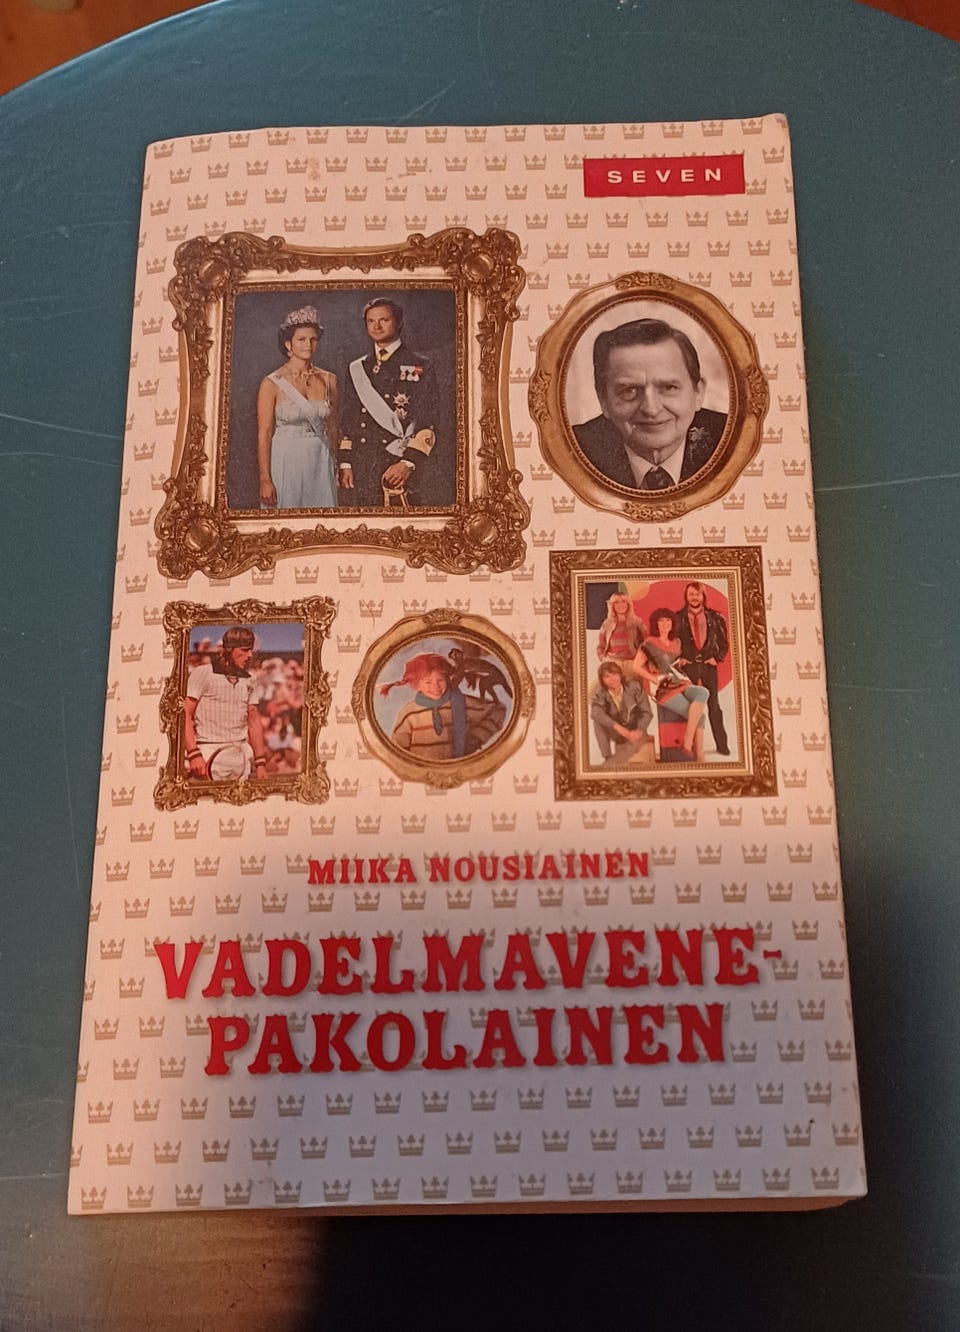 SEVEN
MIIKA NOUSIAINEN
VADELMAVENE-
PAKOLAINEN